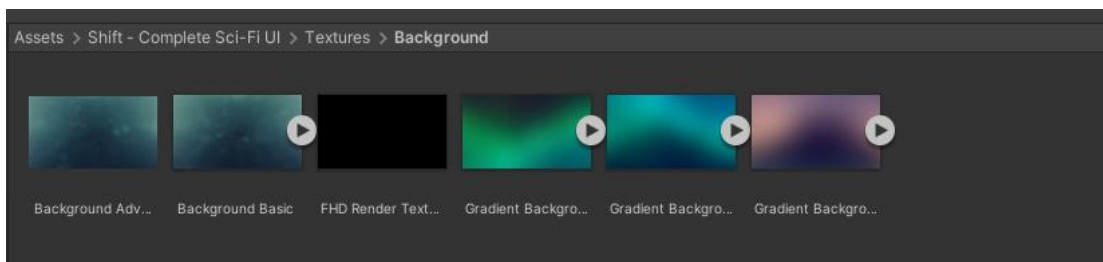 Assets > Shift - Complete Sci-Fi UI > Textures > Background
Background Adv... Background Basic FHD Render Text... Gradient Backgro... Gradient Backgro... Gradient Backgro...